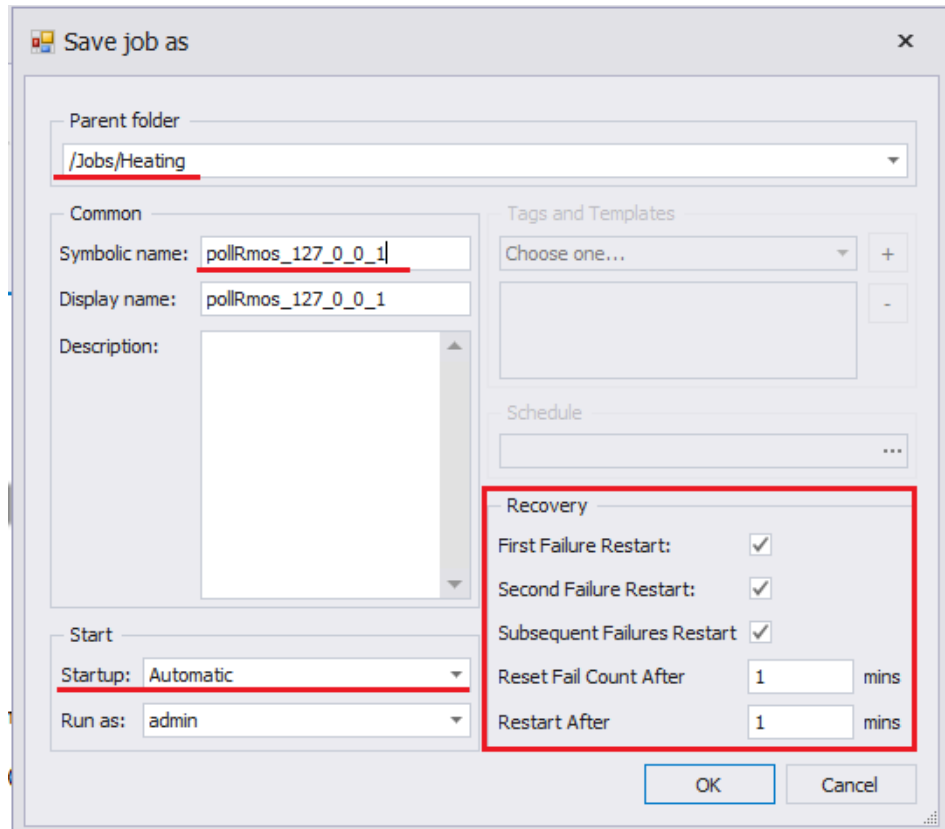 Save job as
Parent folder
/Jobs/Heating
Common
Symbolic name: pollRmos_127_0_0_1
Display name: pollRmos_127_0_0_1
Description:
Start
Startup: Automatic
Run as: admin
Tags and Templates
Choose one...
+
-
Schedule
...
Recovery
First Failure Restart:
Second Failure Restart:
Subsequent Failures Restart
Reset Fail Count After 1 mins
Restart After 1 mins
OK Cancel